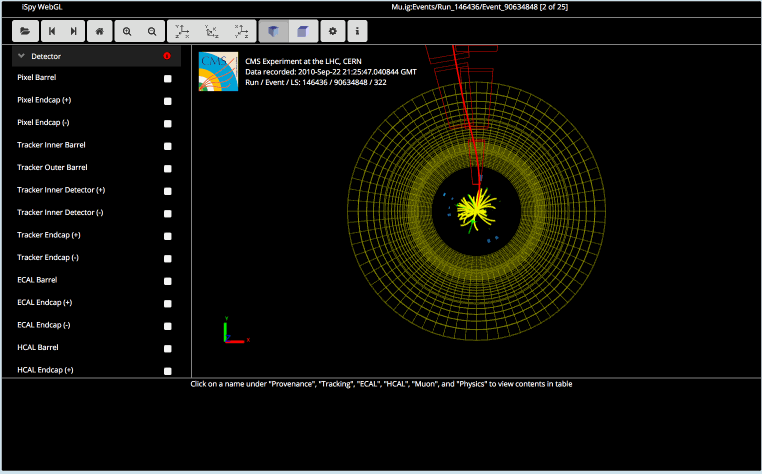 iSpy WebGL
Mu.ig:Events/Run_146436/Event_90634848 [2 of 25]
Detector
Pixel Barrel
Pixel Endcap (+)
Pixel Endcap (-)
Tracker Inner Barrel
Tracker Outer Barrel
Tracker Inner Detector (+)
Tracker Inner Detector (-)
Tracker Endcap (+)
Tracker Endcap (-)
ECAL Barrel
ECAL Endcap (+)
ECAL Endcap (-)
HCAL Barrel
HCAL Endcap (+)
CMS
CMS Experiment at the LHC, CERN
Data recorded: 2010-Sep-22 21:25:47.040844 GMT
Run / Event / LS: 146436 / 90634848 / 322
Y
X
Click on a name under "Provenance", "Tracking", "ECAL", "HCAL", "Muon", and "Physics" to view contents in table